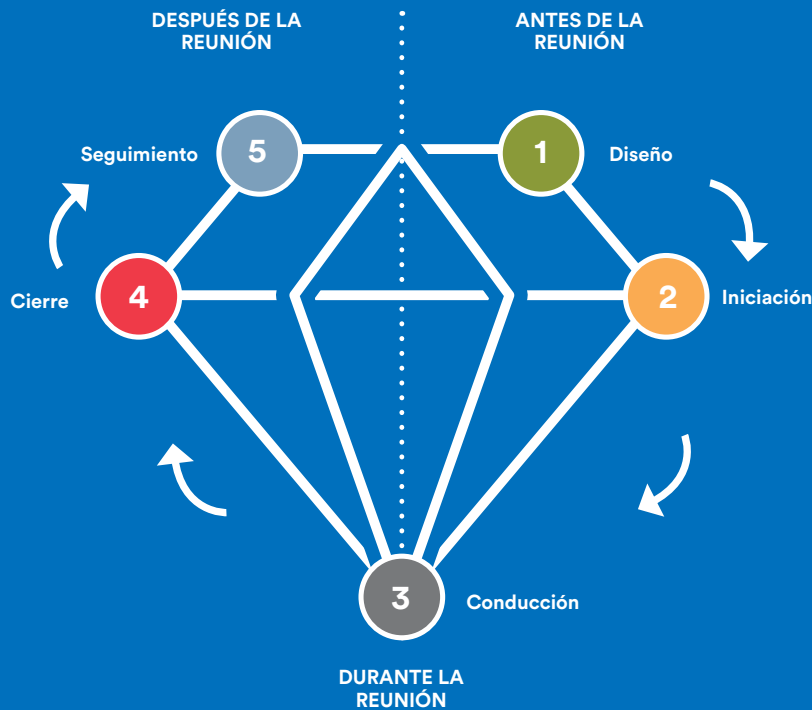 DESPUÉS DE LA
REUNIÓN
ANTES DE LA
REUNIÓN
Seguimiento
5
1
Diseño
Cierre
4
2
Iniciación
3
Conducción
DURANTE LA
REUNIÓN